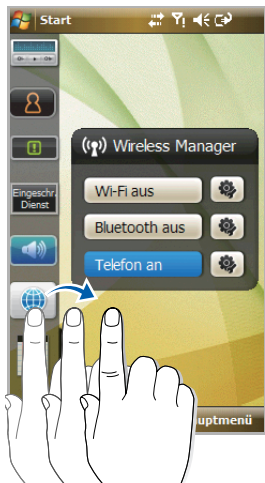 Start
Wireless Manager
Wi-Fi aus
Eingeschr.
Dienst
Bluetooth aus
Telefon an
uptmenü